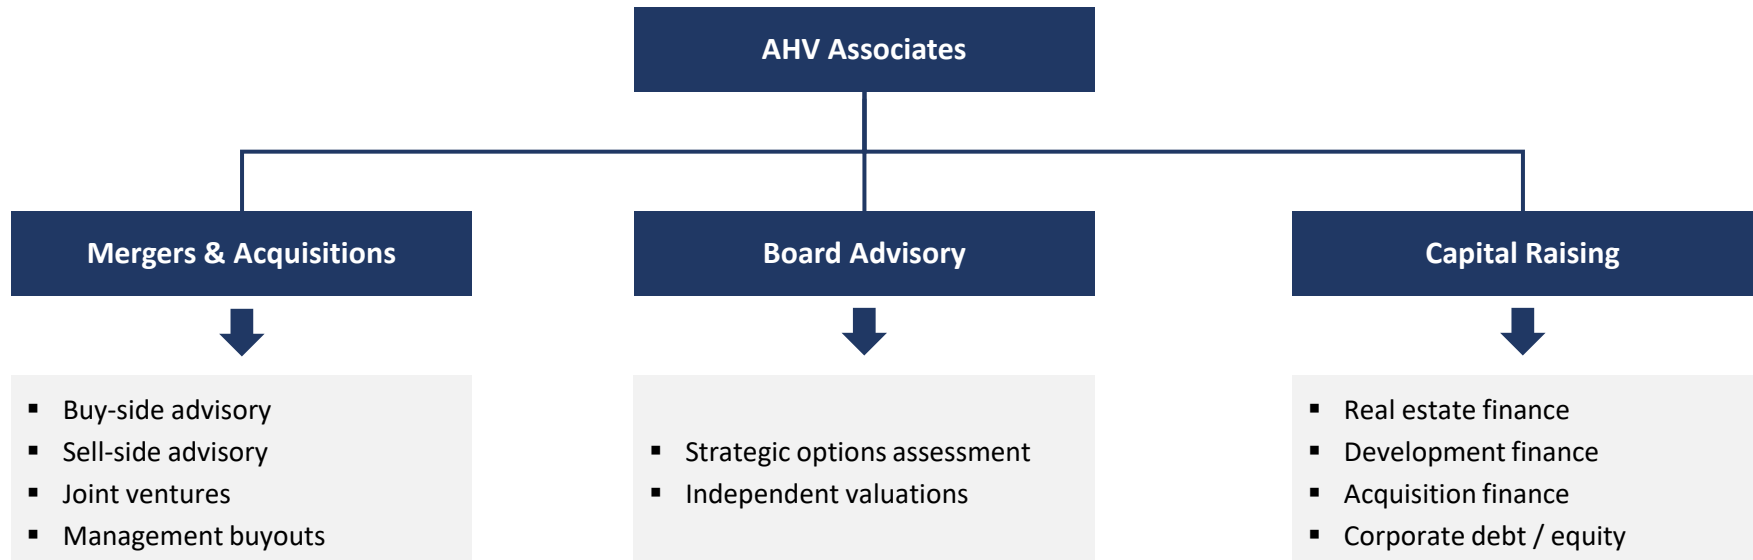 AHV Associates
Mergers & Acquisitions
Board Advisory
Capital Raising
▪ Buy-side advisory
▪ Sell-side advisory
▪ Joint ventures
▪ Management buyouts
▪ Strategic options assessment
▪ Independent valuations
▪ Real estate finance
▪ Development finance
▪ Acquisition finance
▪ Corporate debt / equity